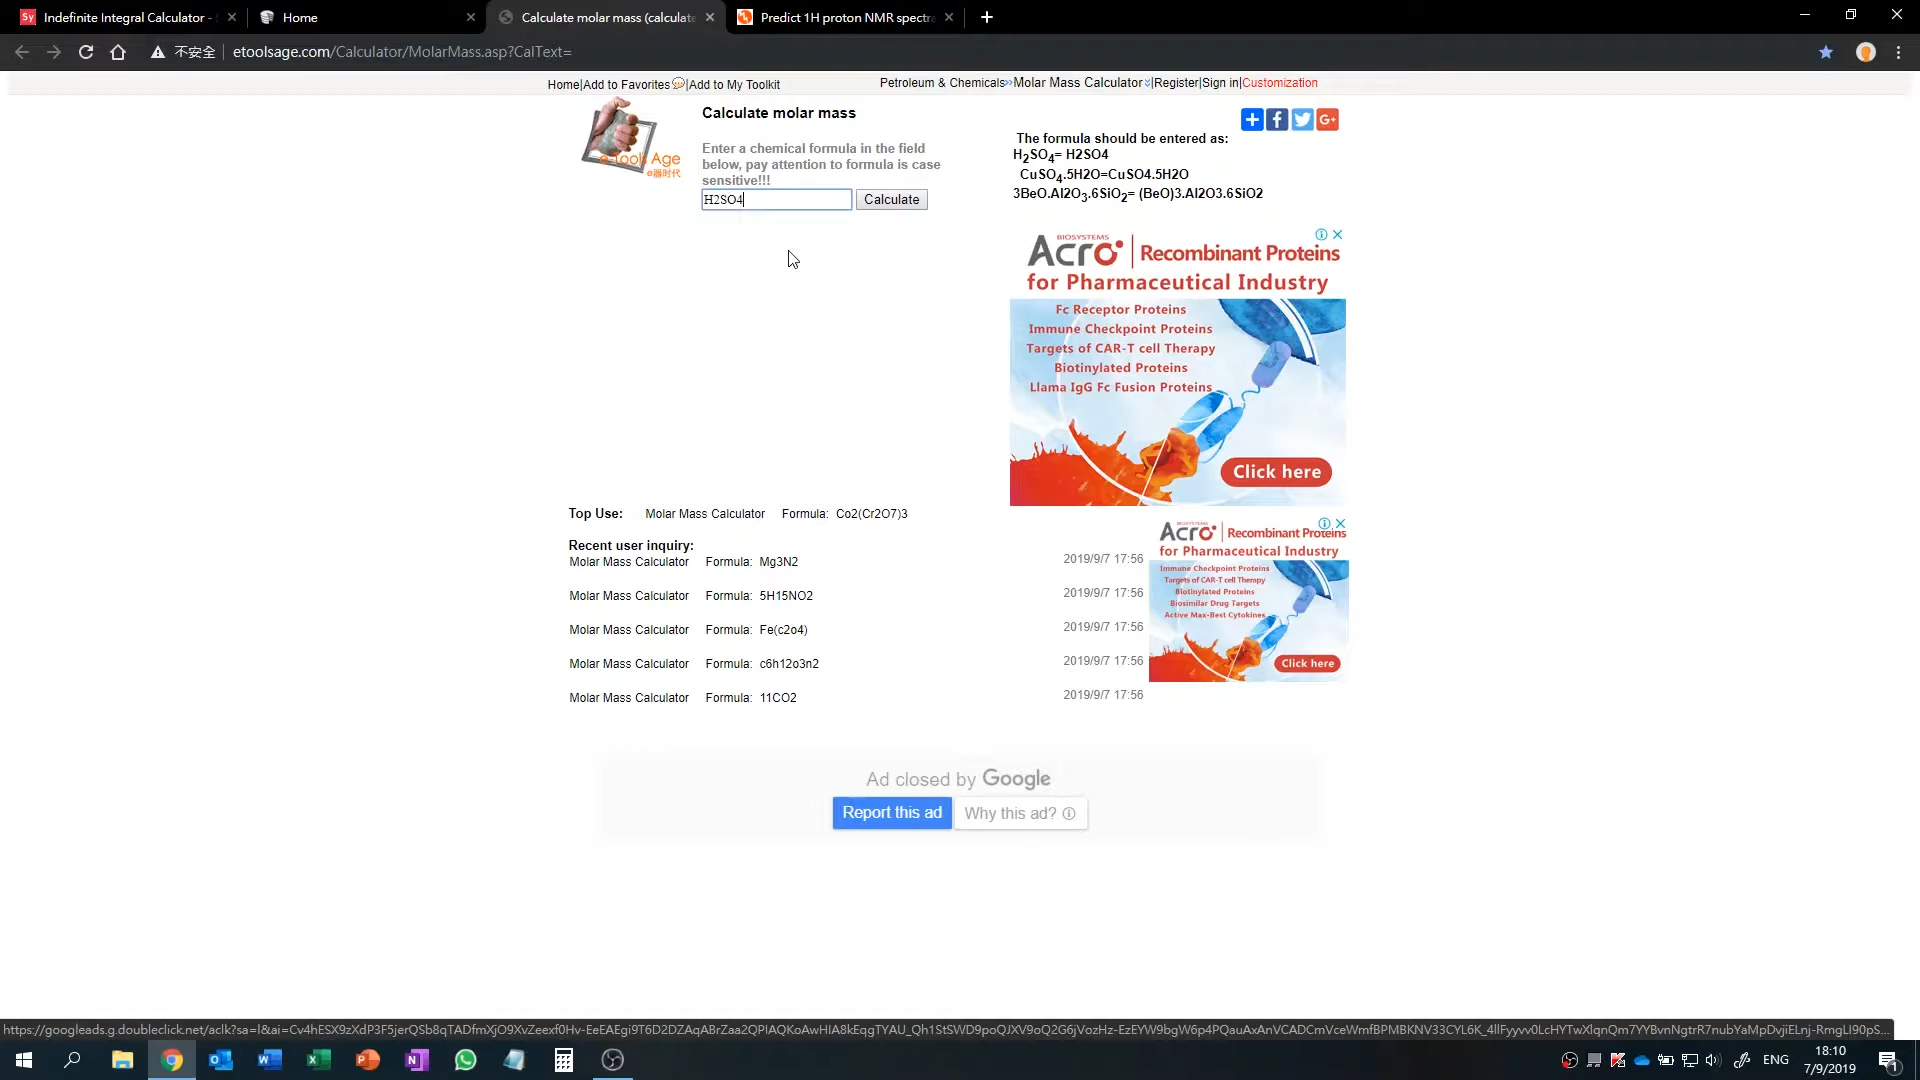 Indefinite Integral Calculator -
Home
Calculate molar mass (calculate
Predict 1H proton NMR spectra
不安全
etoolsage.com/Calculator/MolarMass.asp?CalText=
Home|Add to Favorites|Add to My Toolkit
Petroleum & Chemicals»Molar Mass Calculator|Register|Sign in|Customization
e-Tools Age
e器时代
Calculate molar mass
Enter a chemical formula in the field
below, pay attention to formula is case
sensitive!!!
H2SO4
Calculate
The formula should be entered as:
H2SO4= H2SO4
CuSO4.5H2O=CuSO4.5H2O
3BeO.Al2O3.6SiO2= (BeO)3.Al2O3.6SiO2
BIOSYSTEMS
Acro Recombinant Proteins
for Pharmaceutical Industry
Fc Receptor Proteins
Immune Checkpoint Proteins
Targets of CAR-T cell Therapy
Biotinylated Proteins
Llama IgG Fc Fusion Proteins
Click here
Top Use: Molar Mass Calculator Formula: Co2(Cr2O7)3
Recent user inquiry:
Molar Mass Calculator Formula: Mg3N2 2019/9/7 17:56
Molar Mass Calculator Formula: 5H15NO2 2019/9/7 17:56
Molar Mass Calculator Formula: Fe(c2o4) 2019/9/7 17:56
Molar Mass Calculator Formula: c6h12o3n2 2019/9/7 17:56
Molar Mass Calculator Formula: 11CO2 2019/9/7 17:56
BIOSYSTEMS
Acro Recombinant Proteins
for Pharmaceutical Industry
Immune Checkpoint Proteins
Targets of CAR-T cell Therapy
Biotinylated Proteins
Biosimilar Drug Targets
Active Max-Best Cytokines
Click here
Ad closed by Google
Report this ad
Why this ad?
ENG
18:10
7/9/2019